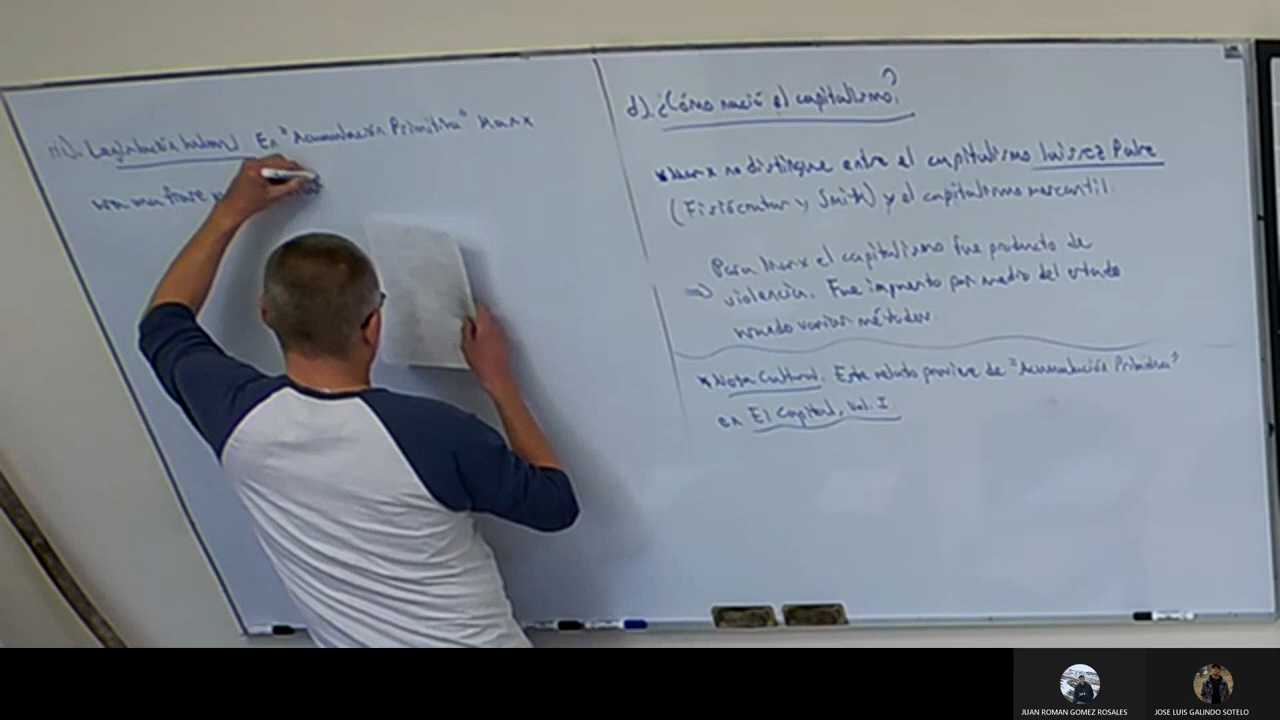 iii). Legislación laboral. En "Acumulación Primitiva" Marx
usa una frase
d). ¿Cómo nació el capitalismo?
*Marx no distingue entre el capitalismo laissez Faire
(Fisiócratas y Smith) y el capitalismo mercantil.
Para Marx el capitalismo fue producto de
=> violencia. Fue impuesto por medio del estado
usando varios métodos
*Nota Cultural. Este relato proviene de "Acumulación Primitiva"
en El Capital, Vol. I.
JUAN ROMAN GOMEZ ROSALES
JOSE LUIS GALINDO SOTELO